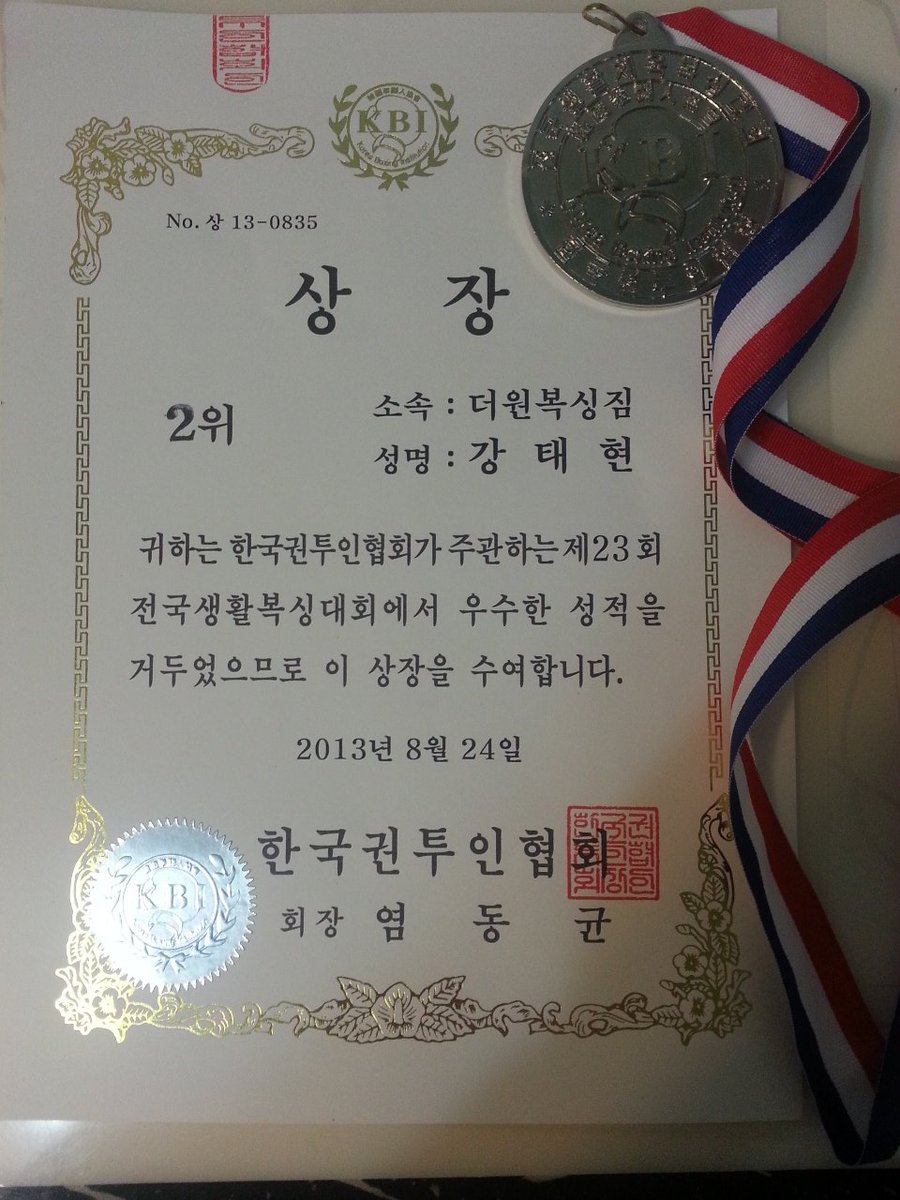 KBI
Korea Boxing Institution
KBI
No. 상 13-0835
상 장
2위
소속 : 더원복싱짐
성명 : 강 태 현
귀하는 한국권투인협회가 주관하는 제23회
전국생활복싱대회에서 우수한 성적을
거두었으므로 이 상장을 수여합니다.
2013년 8월 24일
한국권투인협회
회장 염 동 균
KBI